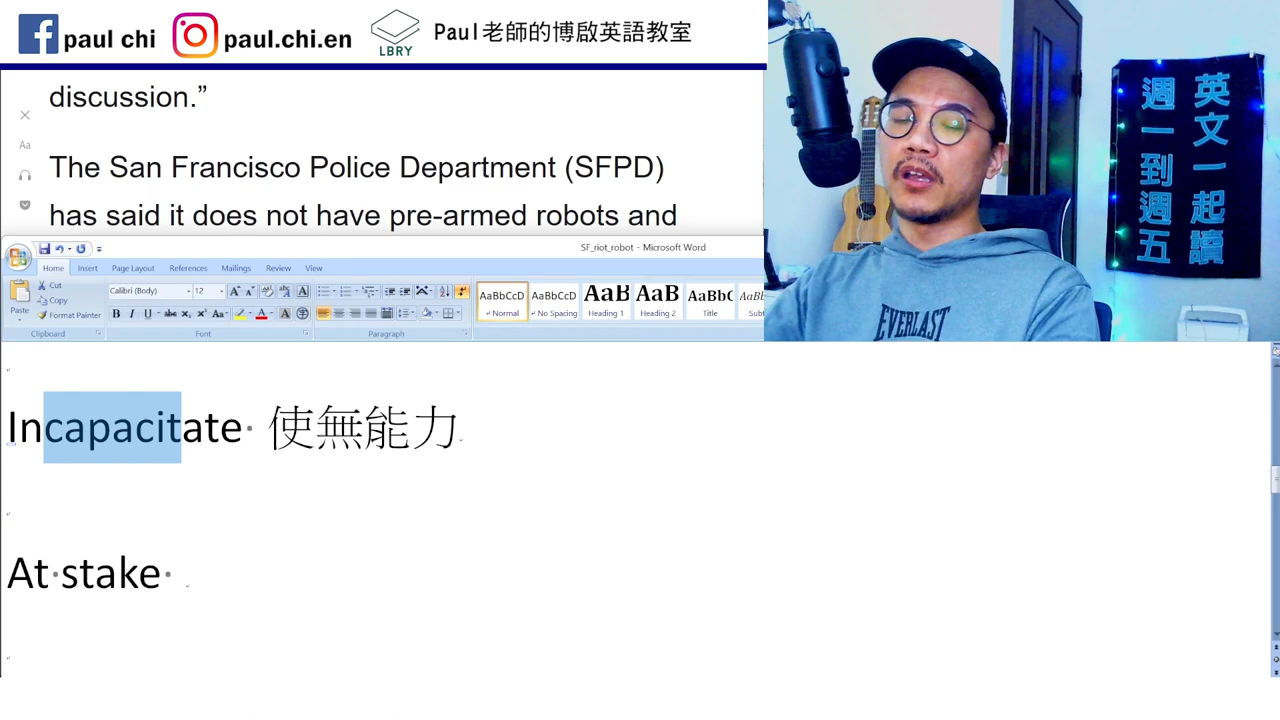 paul chi
paul.chi.en
LBRY
Paul老師的博啟英語教室
discussion.”
The San Francisco Police Department (SFPD)
has said it does not have pre-armed robots and
Aa
SF_riot_robot - Microsoft Word
Home Insert Page Layout References Mailings Review View
Paste
Cut
Copy
Format Painter
Clipboard
Calibri (Body) 12
Font
Paragraph
AaBbCcD AaBbCcD AaBb AaB AaBbC AaBb
Normal No Spacing Heading 1 Heading 2 Title Subt
英文一起讀
週一到週五
EVERLAST
Incapacitate 使無能力
At stake